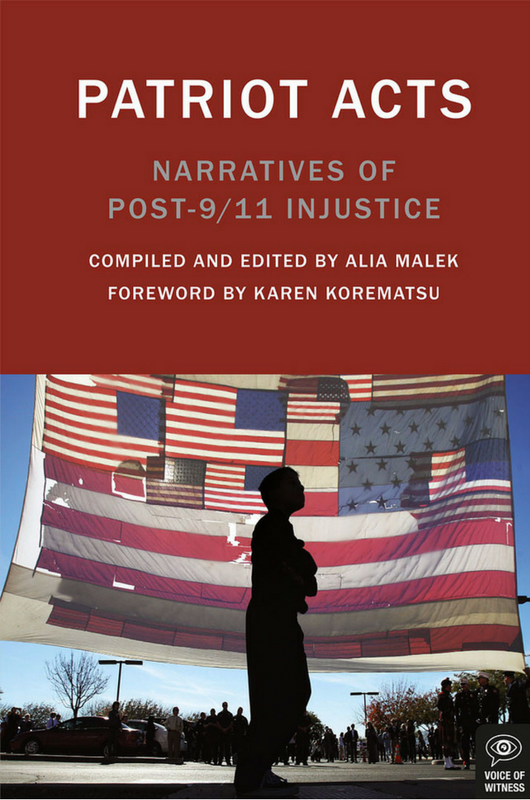 PATRIOT ACTS
NARRATIVES OF
POST-9/11 INJUSTICE
COMPILED AND EDITED BY ALIA MALEK
FOREWORD BY KAREN KOREMATSU
VOICE OF
WITNESS